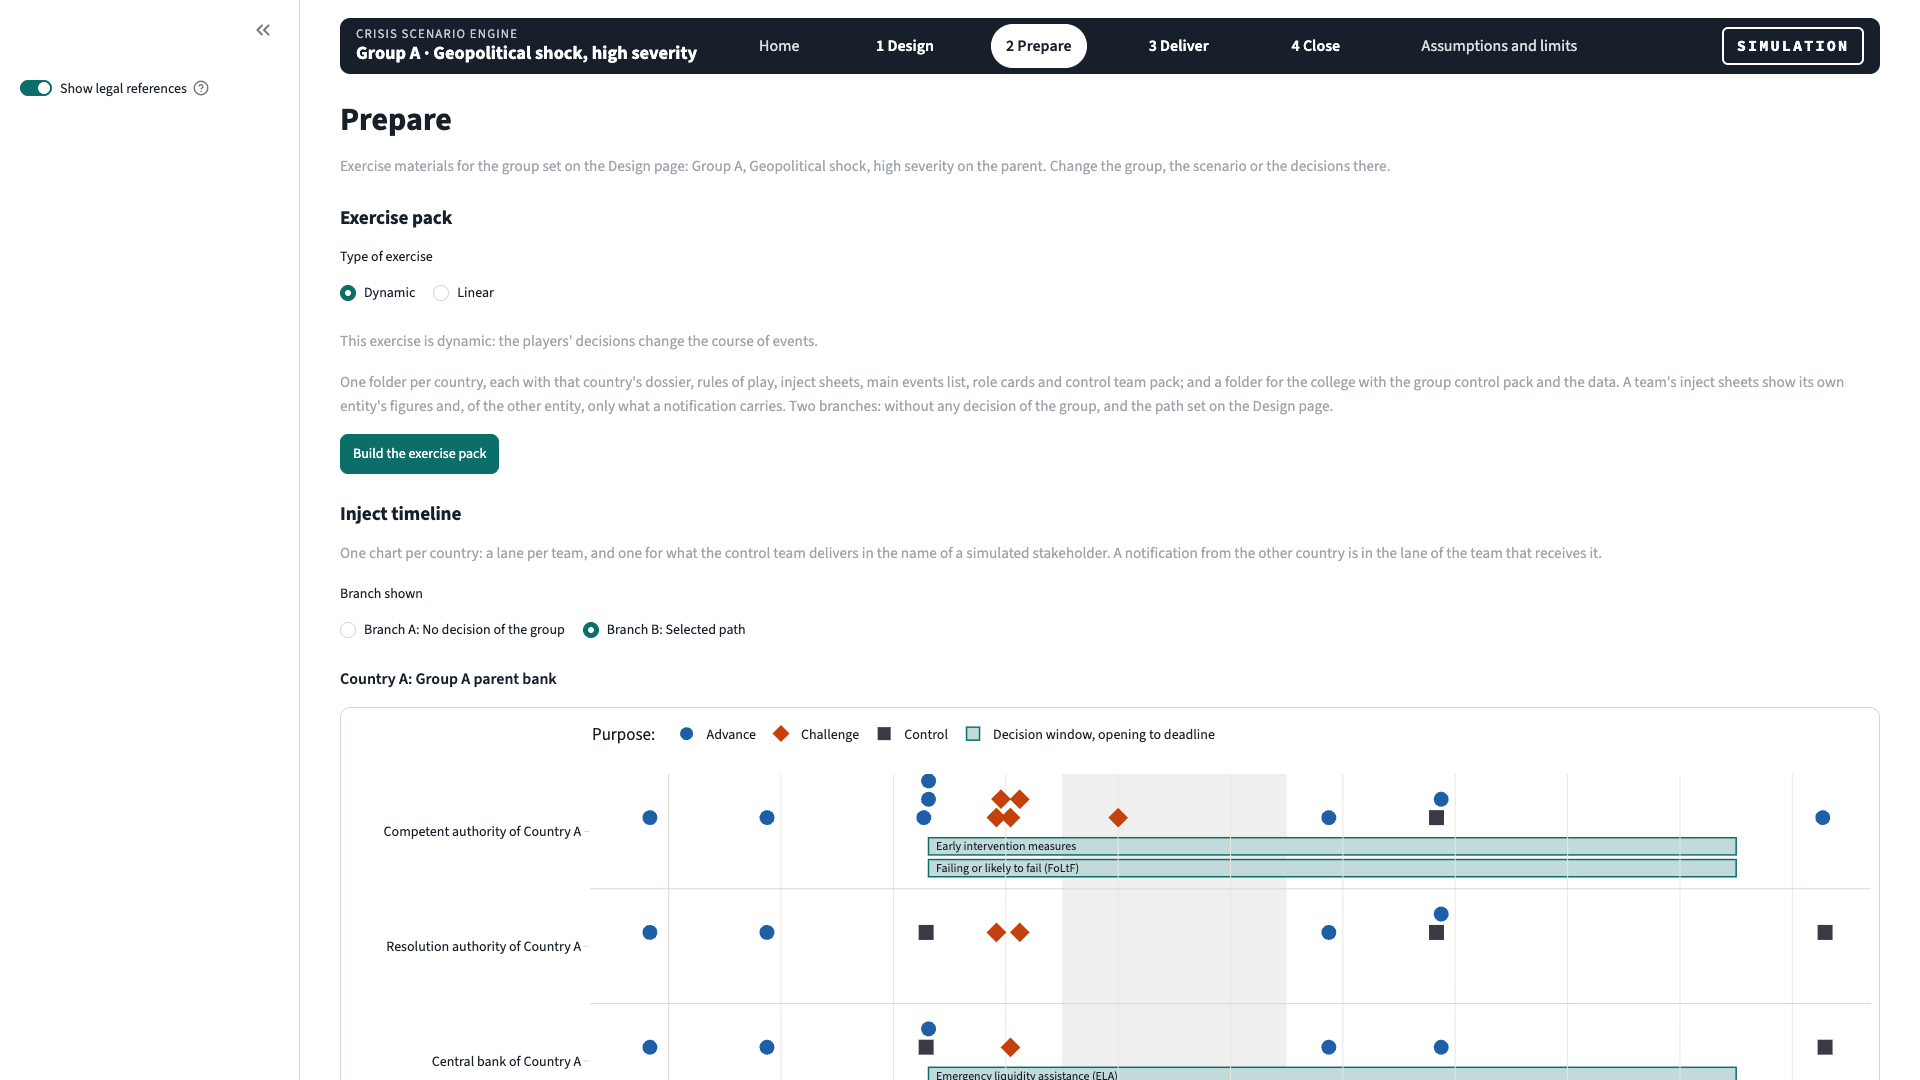 Show legal references
CRISIS SCENARIO ENGINE
Group A · Geopolitical shock, high severity
Home
1 Design
2 Prepare
3 Deliver
4 Close
Assumptions and limits
SIMULATION
Prepare
Exercise materials for the group set on the Design page: Group A, Geopolitical shock, high severity on the parent. Change the group, the scenario or the decisions there.
Exercise pack
Type of exercise
Dynamic
Linear
This exercise is dynamic: the players' decisions change the course of events.
One folder per country, each with that country's dossier, rules of play, inject sheets, main events list, role cards and control team pack; and a folder for the college with the group control pack and the data. A team's inject sheets show its own
entity's figures and, of the other entity, only what a notification carries. Two branches: without any decision of the group, and the path set on the Design page.
Build the exercise pack
Inject timeline
One chart per country: a lane per team, and one for what the control team delivers in the name of a simulated stakeholder. A notification from the other country is in the lane of the team that receives it.
Branch shown
Branch A: No decision of the group
Branch B: Selected path
Country A: Group A parent bank
Purpose:
Advance
Challenge
Control
Decision window, opening to deadline
Competent authority of Country A
Early intervention measures
Failing or likely to fail (FoLtF)
Resolution authority of Country A
Central bank of Country A
Emergency liquidity assistance (ELA)